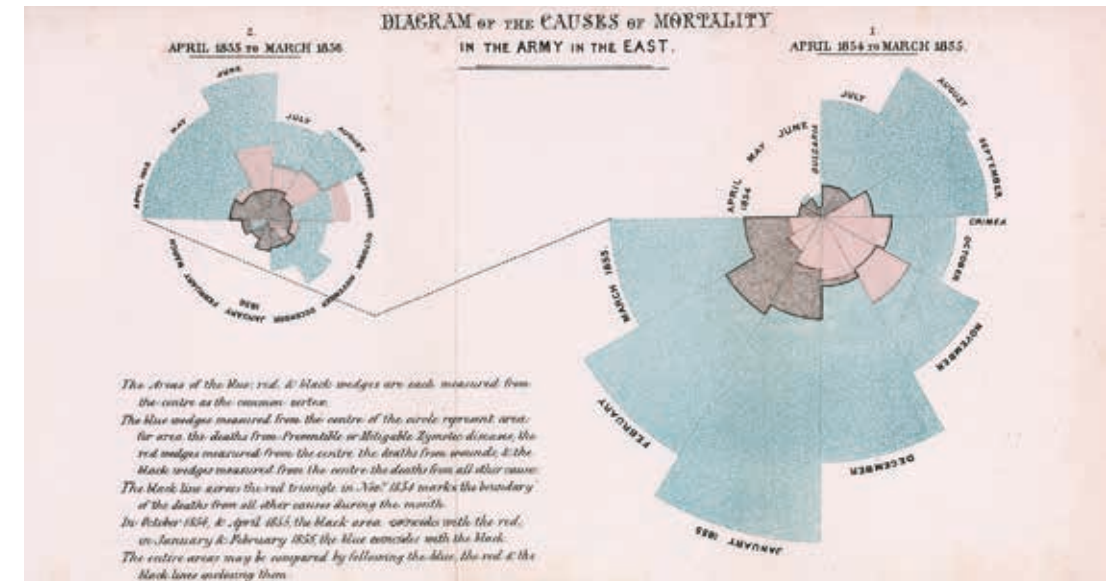 DIAGRAM OF THE CAUSES OF MORTALITY
IN THE ARMY IN THE EAST.
2.
APRIL 1855 TO MARCH 1856
1.
APRIL 1854 TO MARCH 1855.
APRIL 1855
MAY
JUNE
JULY
AUGUST
SEPTEMBER
OCTOBER
NOVEMBER
DECEMBER
JANUARY
1856
FEBRUARY
MARCH
APRIL
1854
MAY
JUNE
BULGARIA
JULY
AUGUST
SEPTEMBER
CRIMEA
OCTOBER
NOVEMBER
DECEMBER
JANUARY 1855
FEBRUARY
MARCH 1855
The Areas of the blue, red, & black wedges are each measured from
the centre as the common vertex.
The blue wedges measured from the centre of the circle represent area
for area the deaths from Preventible or Mitigable Zymotic diseases, the
red wedges measured from the centre the deaths from wounds, & the
black wedges measured from the centre the deaths from all other causes.
The black line across the red triangle in Nov.r 1854 marks the boundary
of the deaths from all other causes during the month.
In October 1854, & April 1855, the black area coincides with the red,
in January & February 1855, the blue coincides with the black.
The entire areas may be compared by following the blue, the red & the
black lines enclosing them.